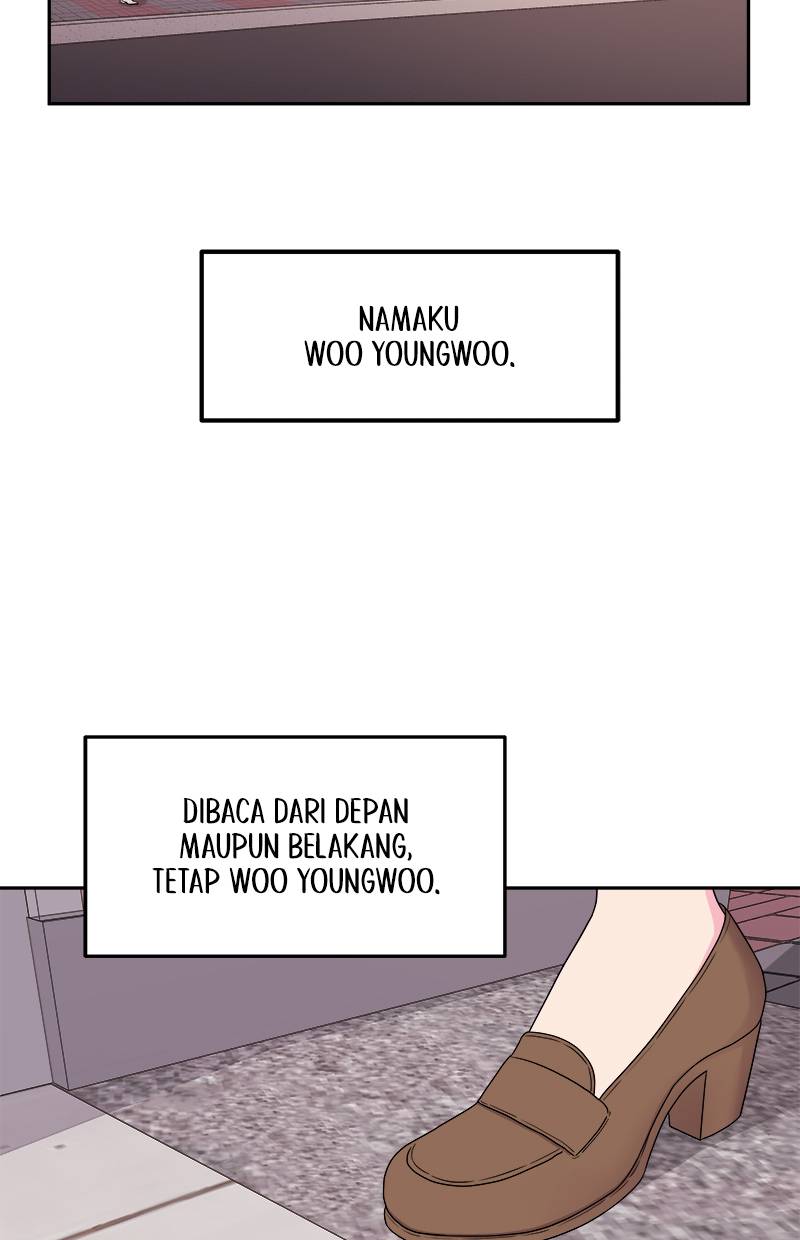 NAMAKU
WOO YOUNGWOO.
DIBACA DARI DEPAN
MAUPUN BELAKANG,
TETAP WOO YOUNGWOO.